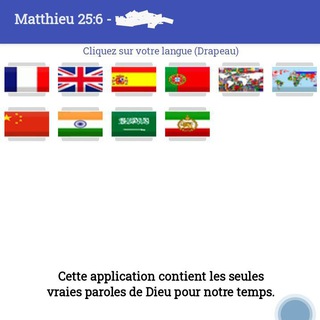 Matthieu 25:6 -
Cliquez sur votre langue (Drapeau)
Cette application contient les seules
vraies paroles de Dieu pour notre temps.